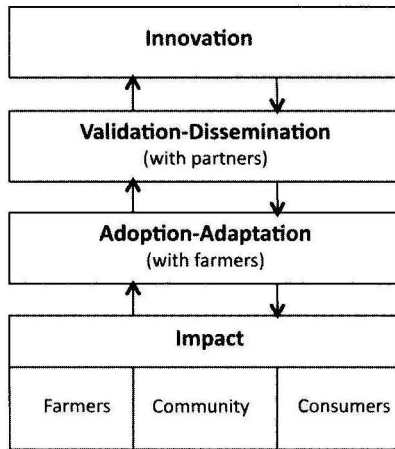 Innovation
Validation-Dissemination
(with partners)
Adoption-Adaptation
(with farmers)
Impact
Farmers Community Consumers